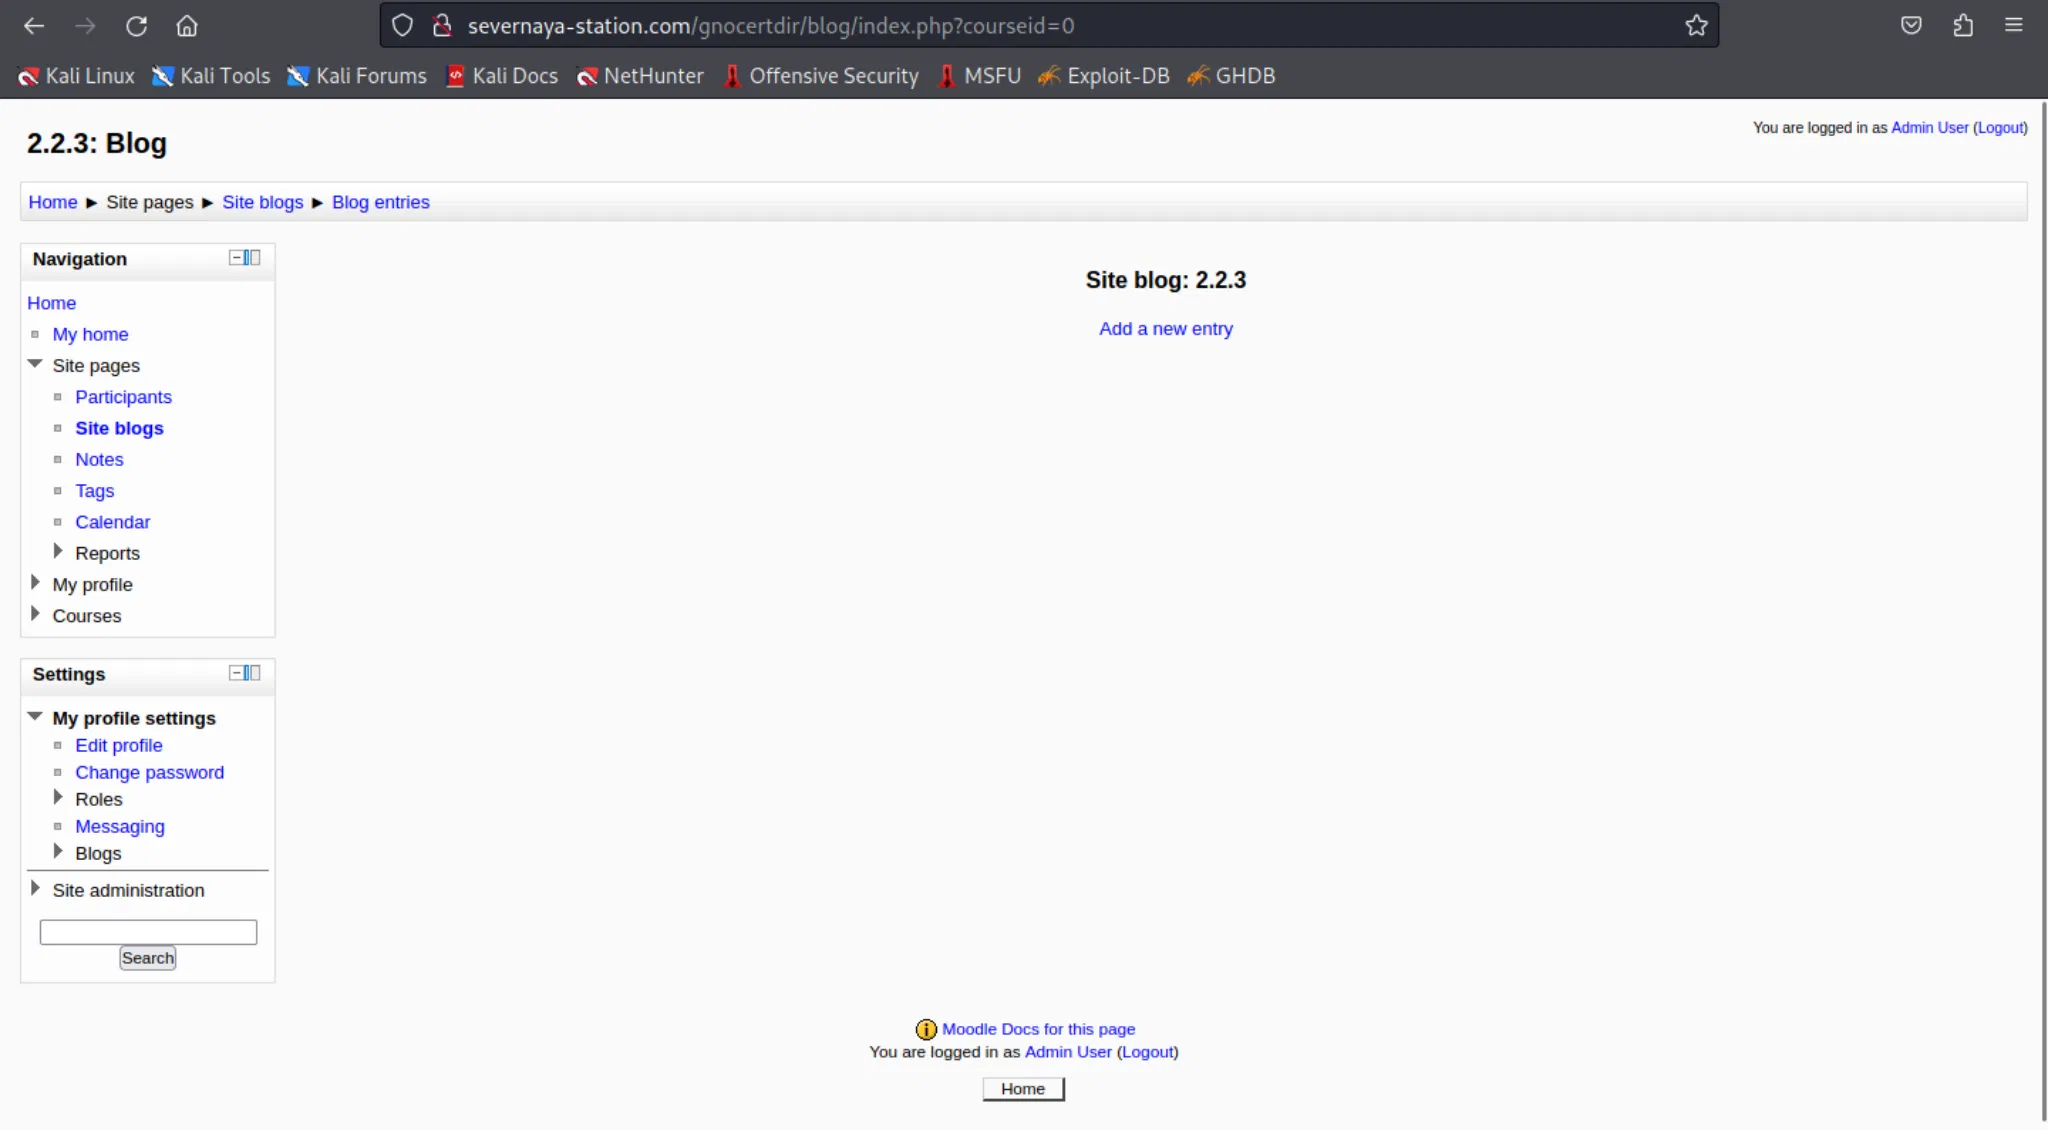 severnaya-station.com/gnocertdir/blog/index.php?courseid=0
Kali Linux Kali Tools Kali Forums Kali Docs NetHunter Offensive Security MSFU Exploit-DB GHDB
2.2.3: Blog
You are logged in as Admin User (Logout)
Home ► Site pages ► Site blogs ► Blog entries
Navigation
Home
My home
Site pages
Participants
Site blogs
Notes
Tags
Calendar
Reports
My profile
Courses
Settings
My profile settings
Edit profile
Change password
Roles
Messaging
Blogs
Site administration
Search
Site blog: 2.2.3
Add a new entry
Moodle Docs for this page
You are logged in as Admin User (Logout)
Home